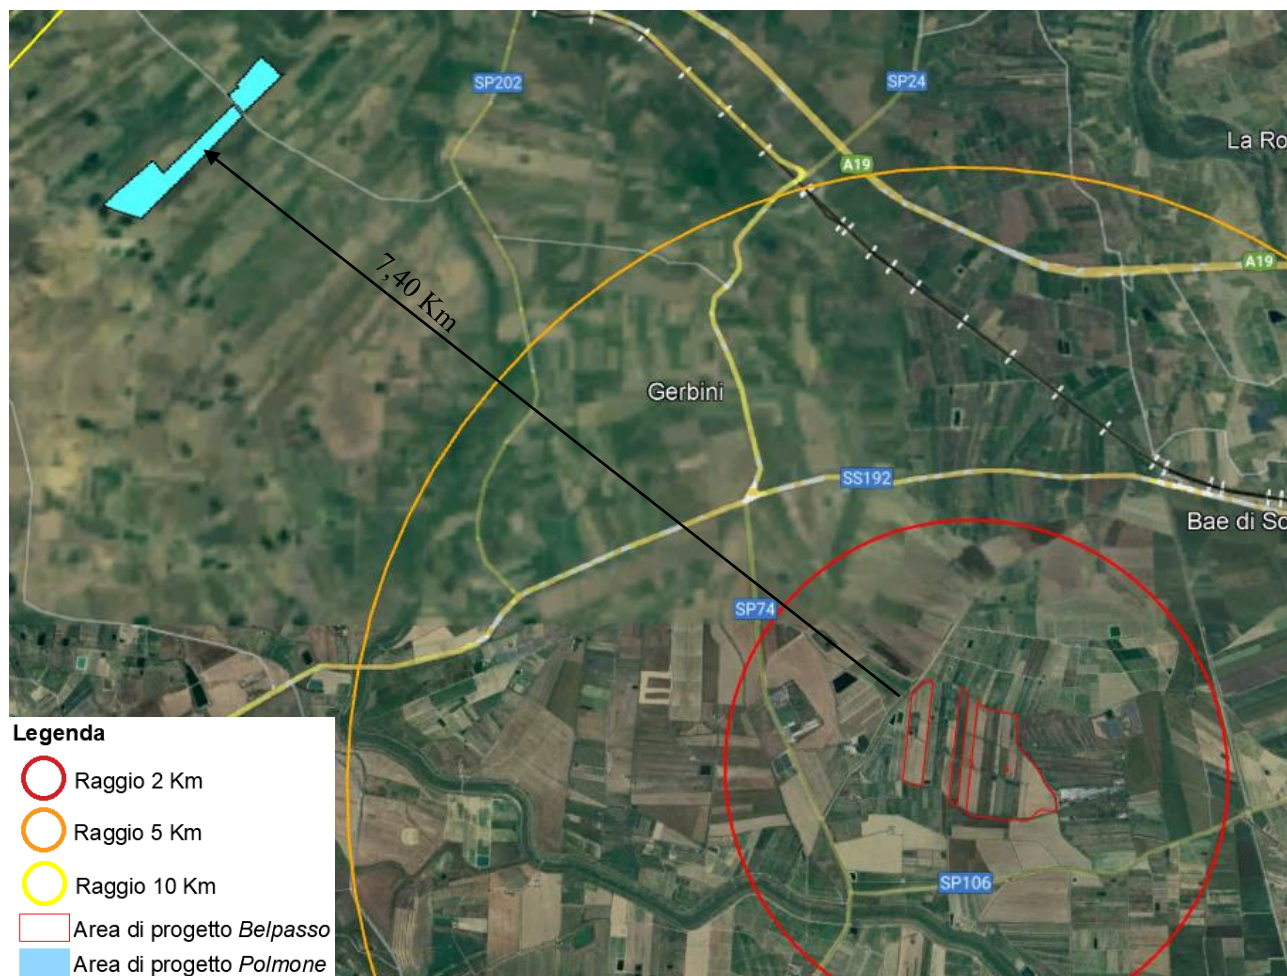 SP202
SP24
La Ro
A19
A19
7,40 Km
Gerbini
SS192
Bae di Sc
SP74
SP106
Legenda
Raggio 2 Km
Raggio 5 Km
Raggio 10 Km
Area di progetto Belpasso
Area di progetto Polmone